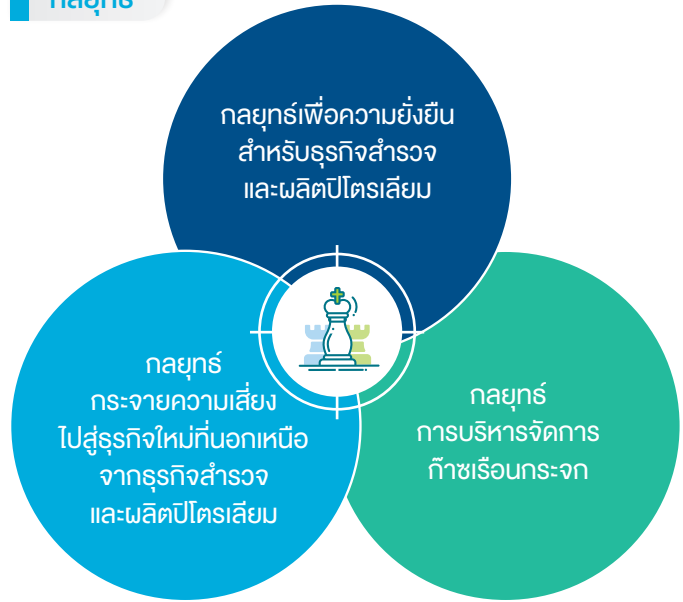 กลยุทธ์
กลยุทธ์เพื่อความยั่งยืน
สำหรับธุรกิจสำรวจ
และผลิตปิโตรเลียม
กลยุทธ์
กระจายความเสี่ยง
ไปสู่ธุรกิจใหม่ที่นอกเหนือ
จากธุรกิจสำรวจ
และผลิตปิโตรเลียม
กลยุทธ์
การบริหารจัดการ
ก๊าซเรือนกระจก